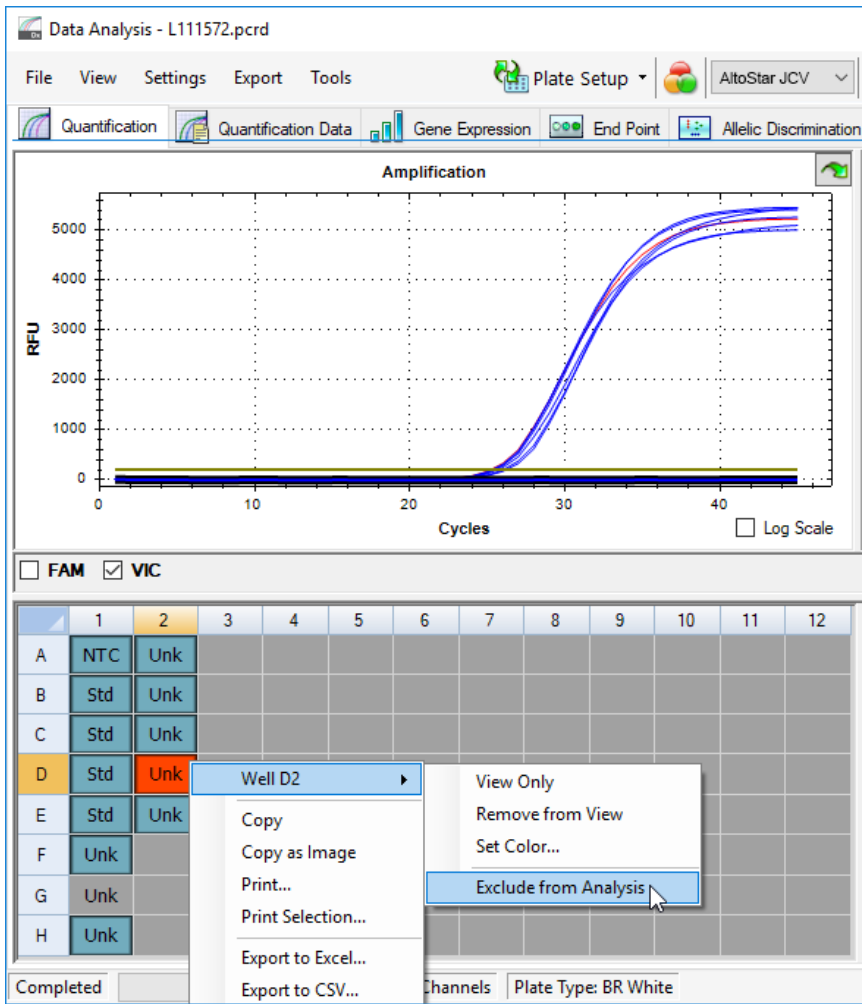 Data Analysis - L111572.pcrd
File View Settings Export Tools Plate Setup AltoStar JCV
Quantification Quantification Data Gene Expression End Point Allelic Discrimination
Amplification
5000
4000
3000
2000
1000
0
RFU
0 10 20 30 40
Cycles
Log Scale
FAM VIC
1 2 3 4 5 6 7 8 9 10 11 12
A NTC Unk
B Std Unk
C Std Unk
D Std Unk
E Std Unk
F Unk
G Unk
H Unk
Well D2
Copy
Copy as Image
Print...
Print Selection...
Export to Excel...
Export to CSV...
View Only
Remove from View
Set Color...
Exclude from Analysis
Completed Channels Plate Type: BR White